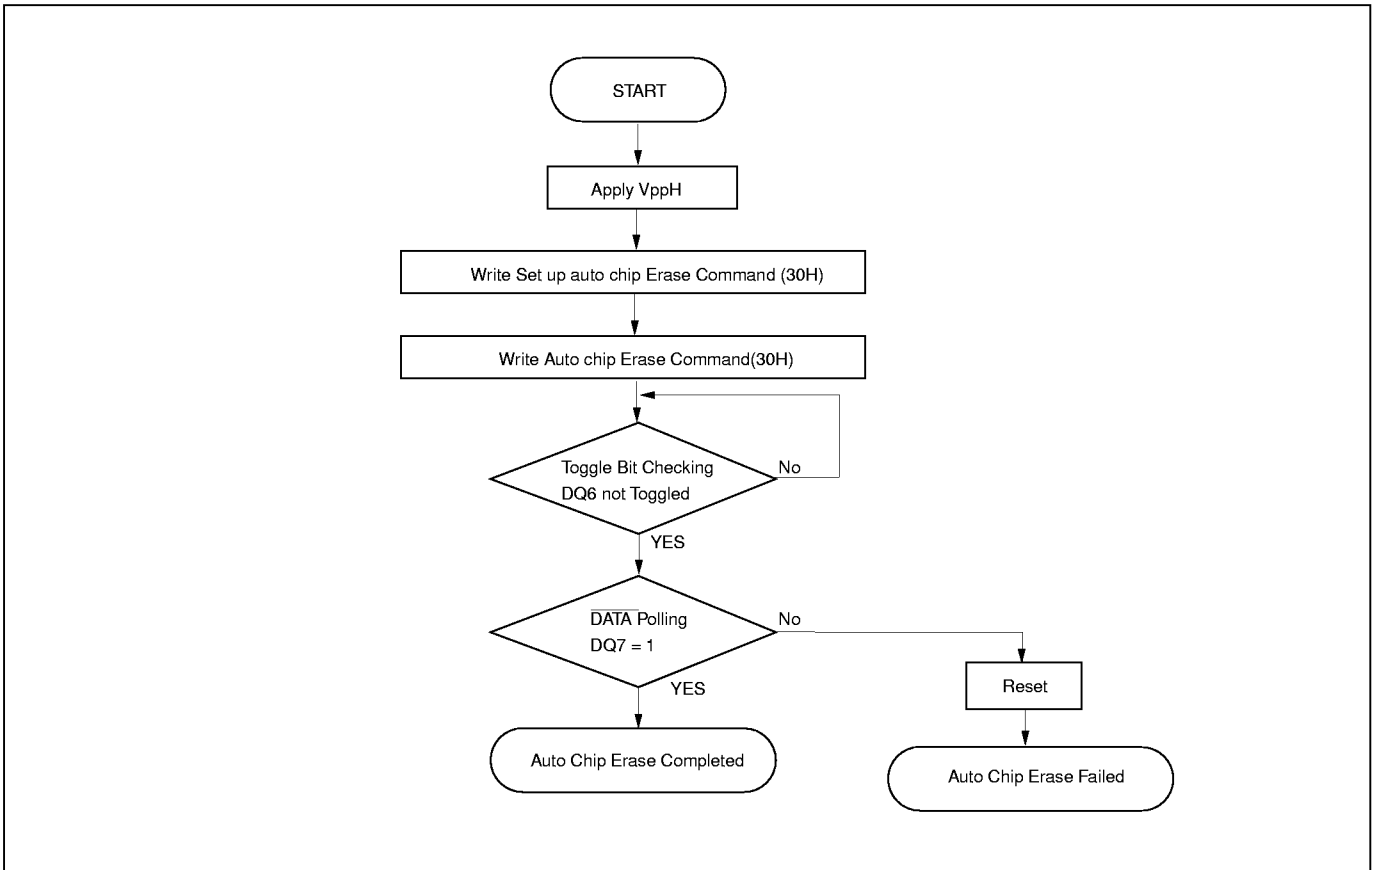 START
Apply VppH
Write Set up auto chip Erase Command (30H)
Write Auto chip Erase Command(30H)
Toggle Bit Checking
DQ6 not Toggled
No
YES
DATA Polling
DQ7 = 1
No
YES
Reset
Auto Chip Erase Completed
Auto Chip Erase Failed